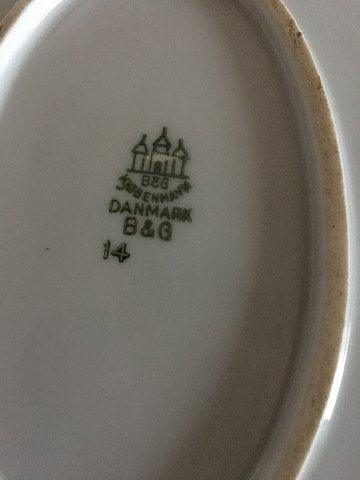 B&G
KJØBENHAVN
DANMARK
B & G
14